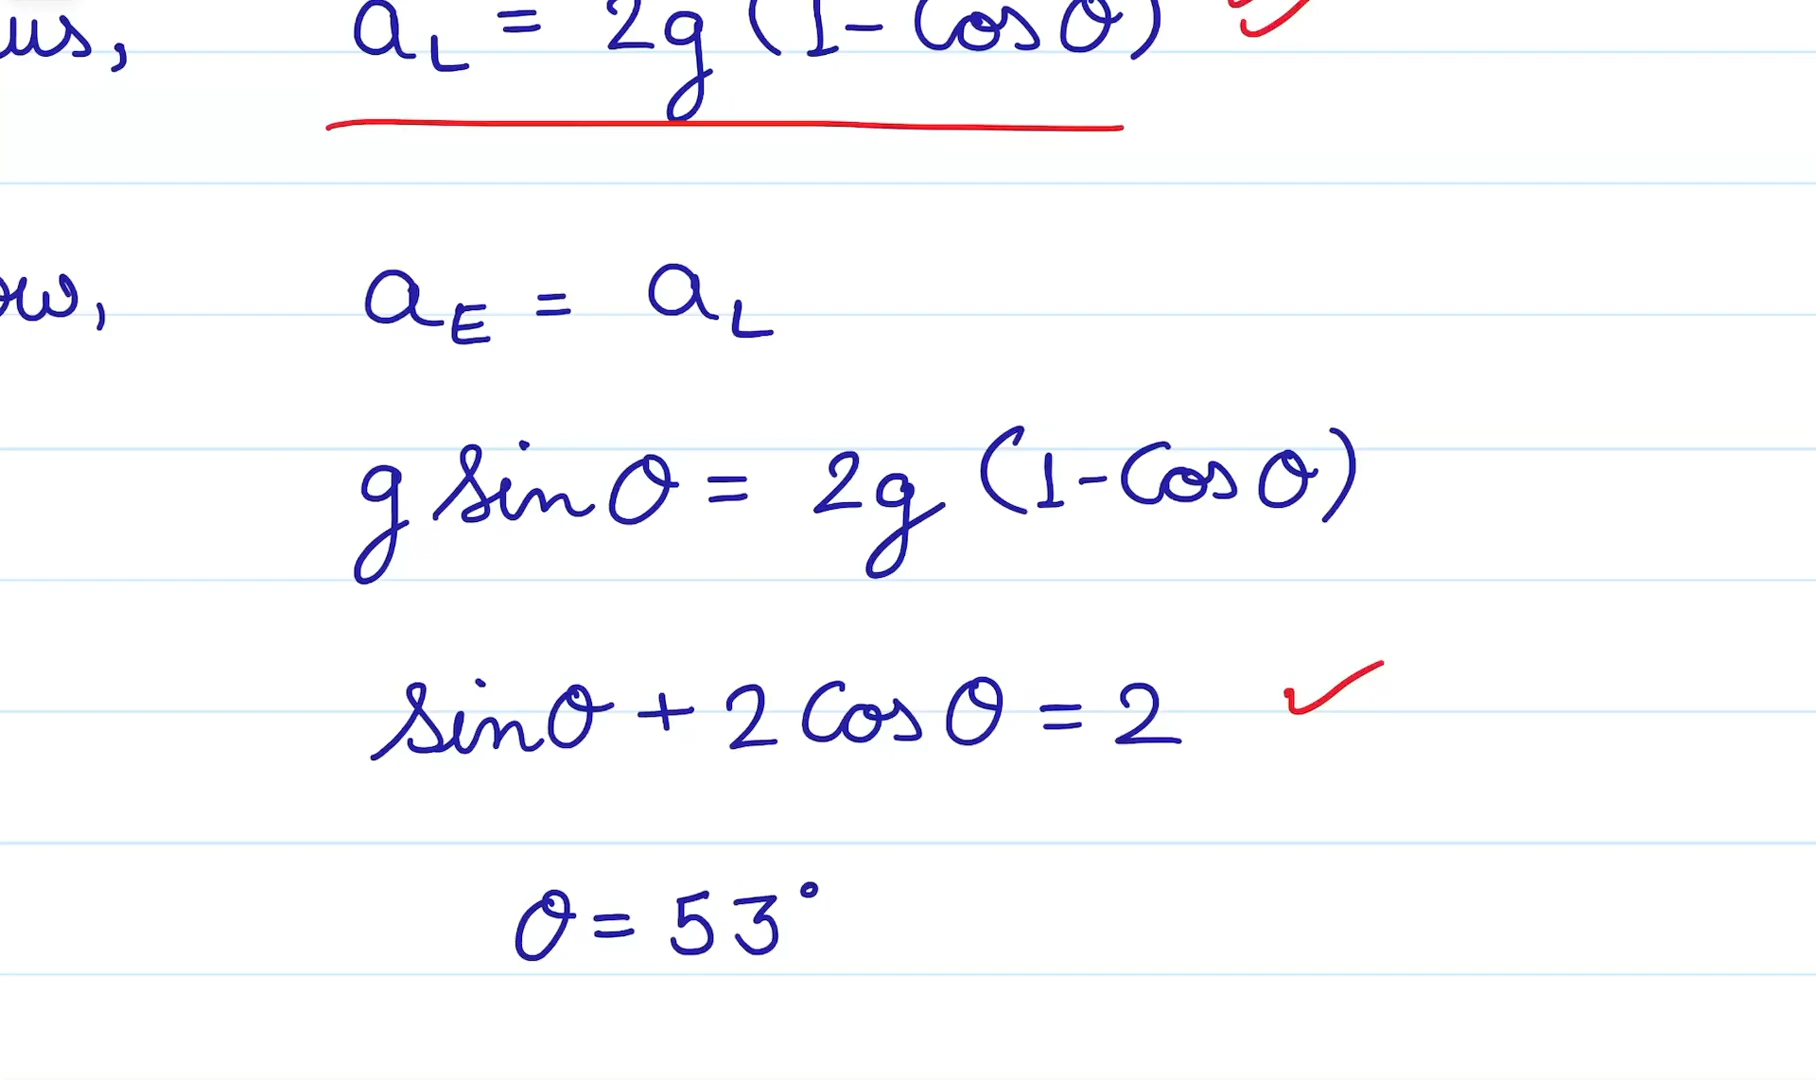 us, a_L = 2g (1 - Cos θ)
ow, a_E = a_L
g sin θ = 2g (1 - Cos θ)
sin θ + 2 Cos θ = 2
θ = 53°